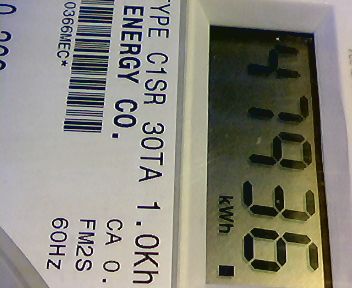 47936
kWh
TYPE C1SR 30TA 1.0Kh
ENERGY CO.
CA 0.
FM2S
60HZ
0366MEC*